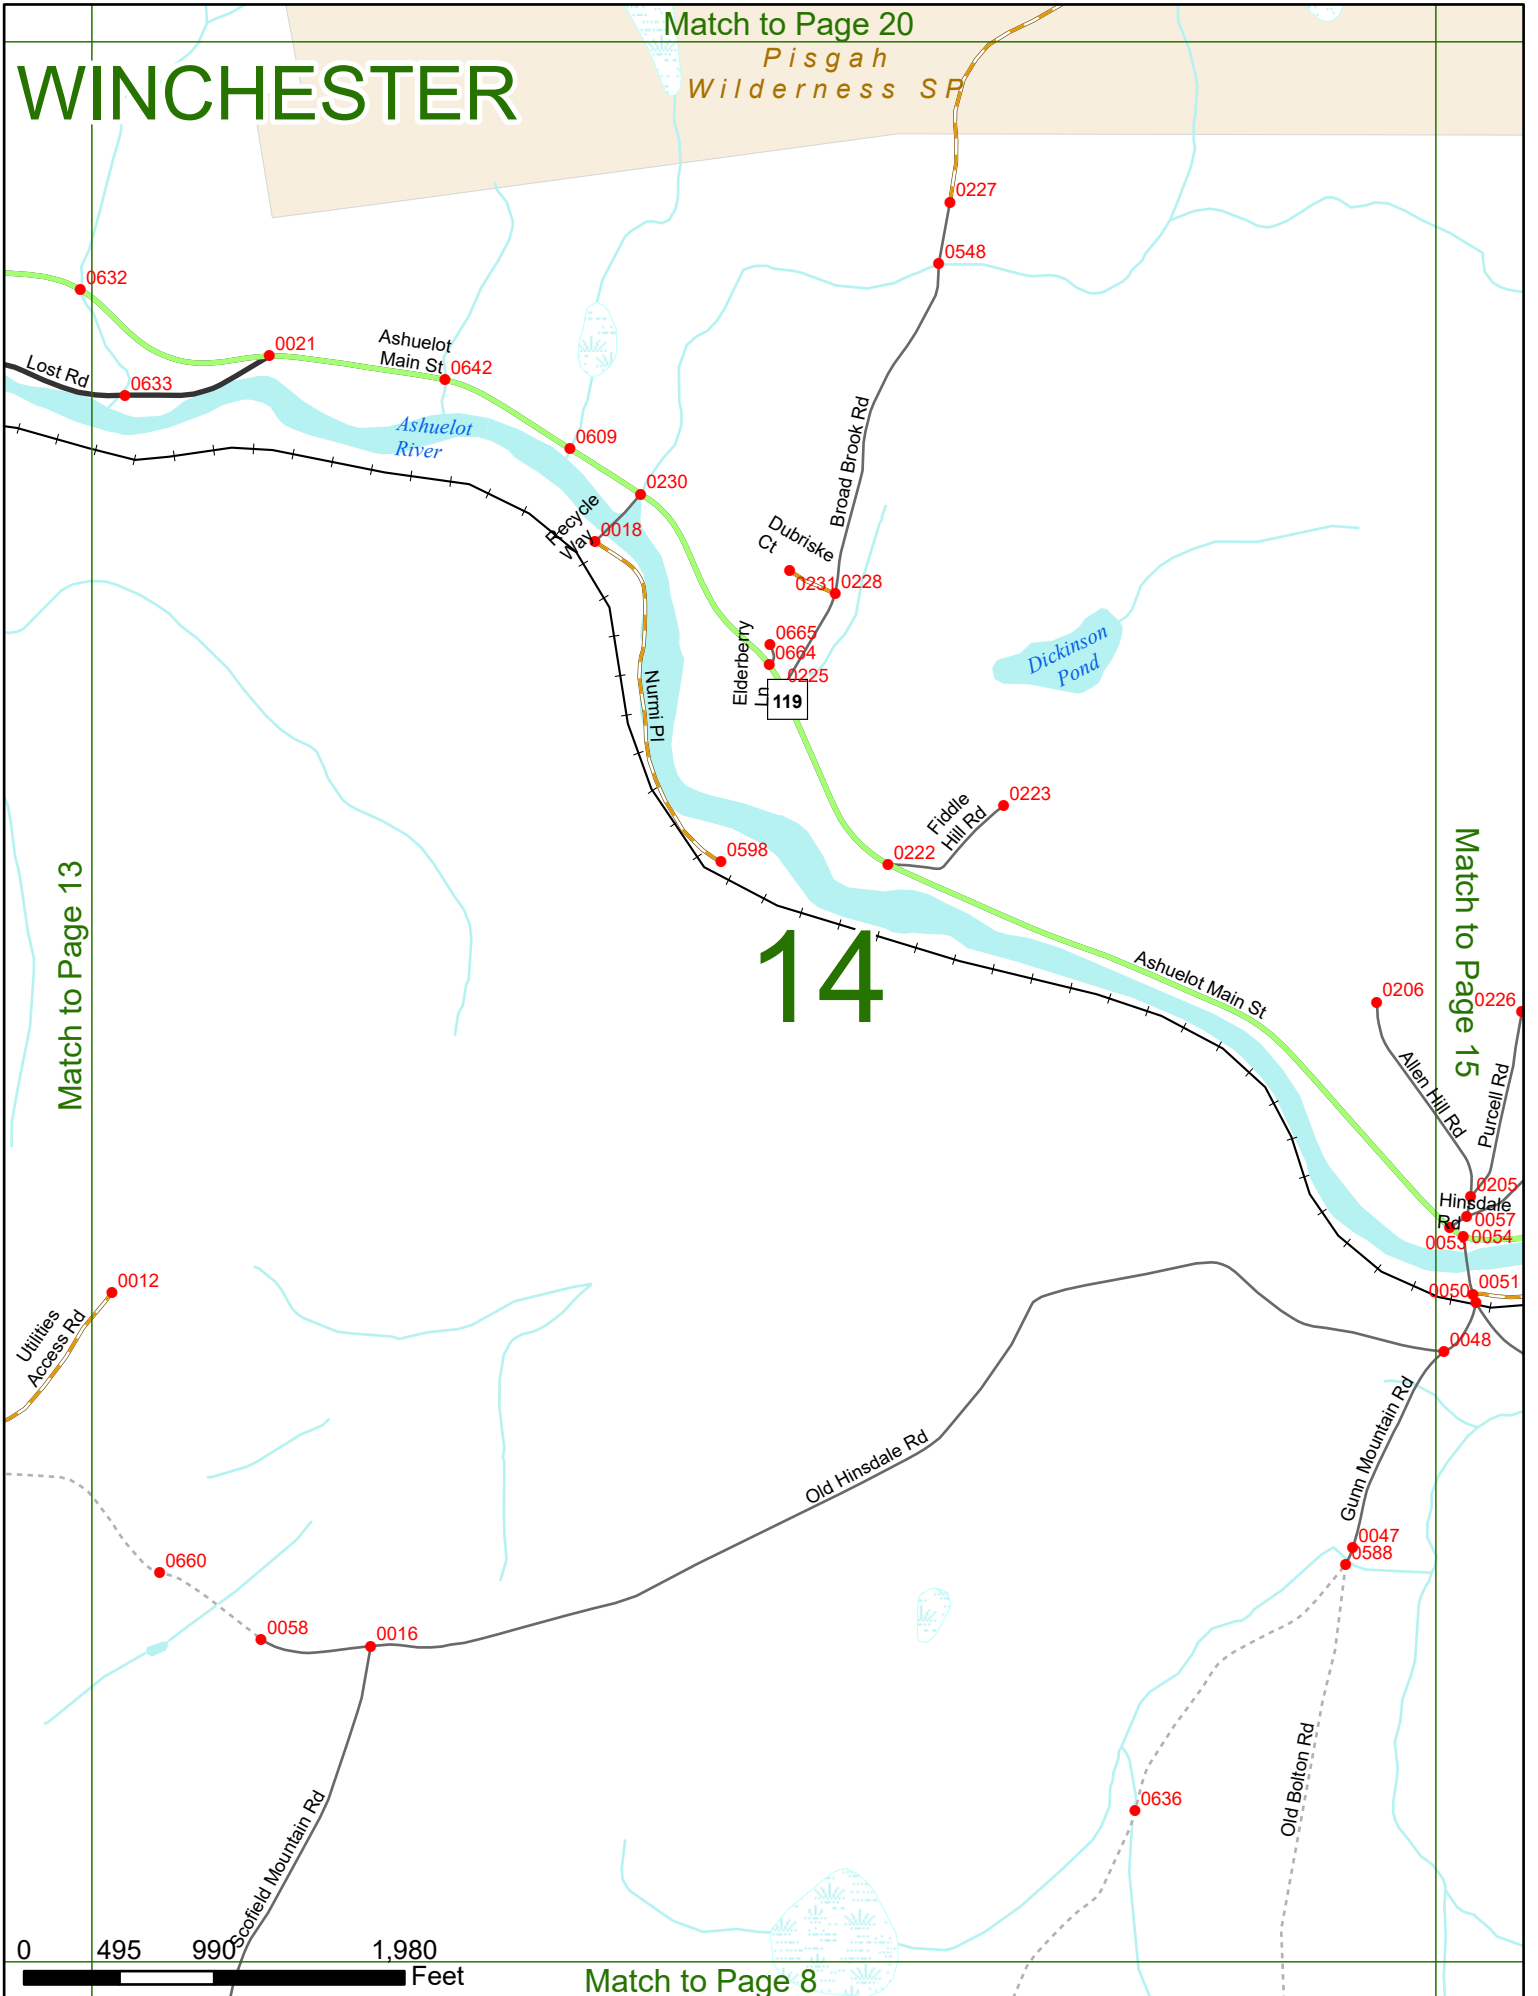 Match to Page 20
WINCHESTER
Pisgah
Wilderness SP
0227
0548
0632
0021
Ashuelot
Main St
0642
Lost Rd
0633
Ashuelot
River
0609
0230
Recycle
Way
0018
Broad Brook Rd
Dubriske
Ct
0231
0228
0665
0664
0225
Elderberry
Ln
119
Nurmi Pl
Dickinson
Pond
0223
Fiddle
Hill Rd
0222
0598
Match to Page 13
Match to Page 15
14
Ashuelot Main St
0206
0226
Allen Hill Rd
Purcell Rd
0205
Hinsdale
Rd
0057
0053
0054
0051
0050
0048
0012
Utilities
Access Rd
Gunn Mountain Rd
Old Hinsdale Rd
0047
0588
0660
0058
0016
Old Bolton Rd
0636
Scofield Mountain Rd
0 495 990 1,980
Feet
Match to Page 8